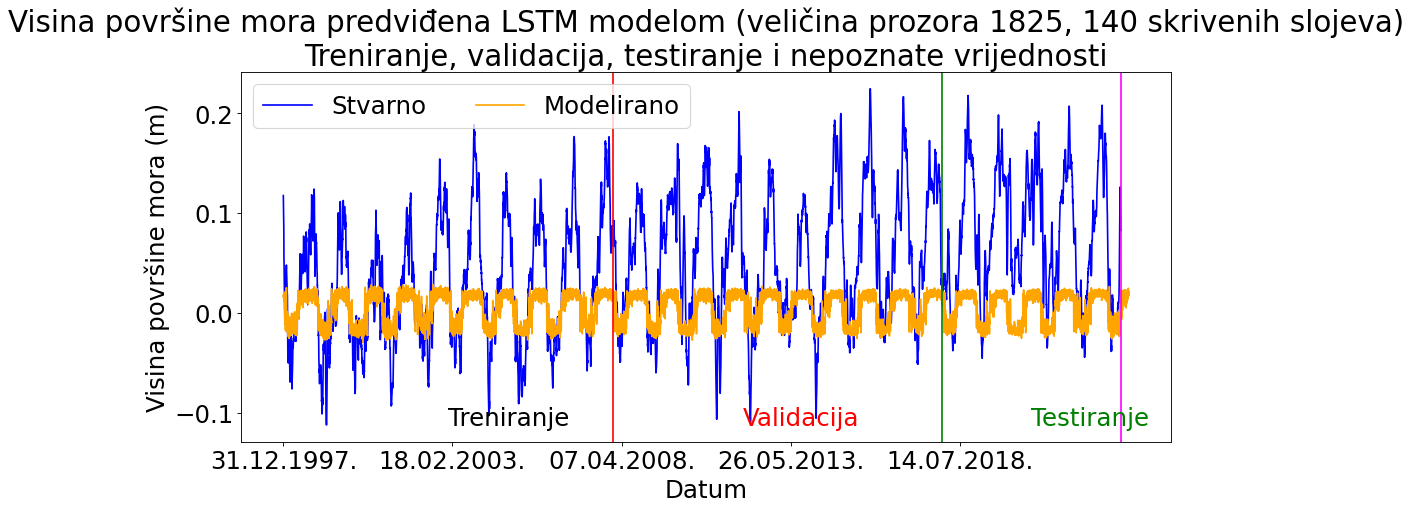 Visina površine mora predviđena LSTM modelom (veličina prozora 1825, 140 skrivenih slojeva)
Treniranje, validacija, testiranje i nepoznate vrijednosti
Stvarno
Modelirano
Visina površine mora (m)
0.2
0.1
0.0
−0.1
Treniranje
Validacija
Testiranje
31.12.1997.
18.02.2003.
07.04.2008.
26.05.2013.
14.07.2018.
Datum